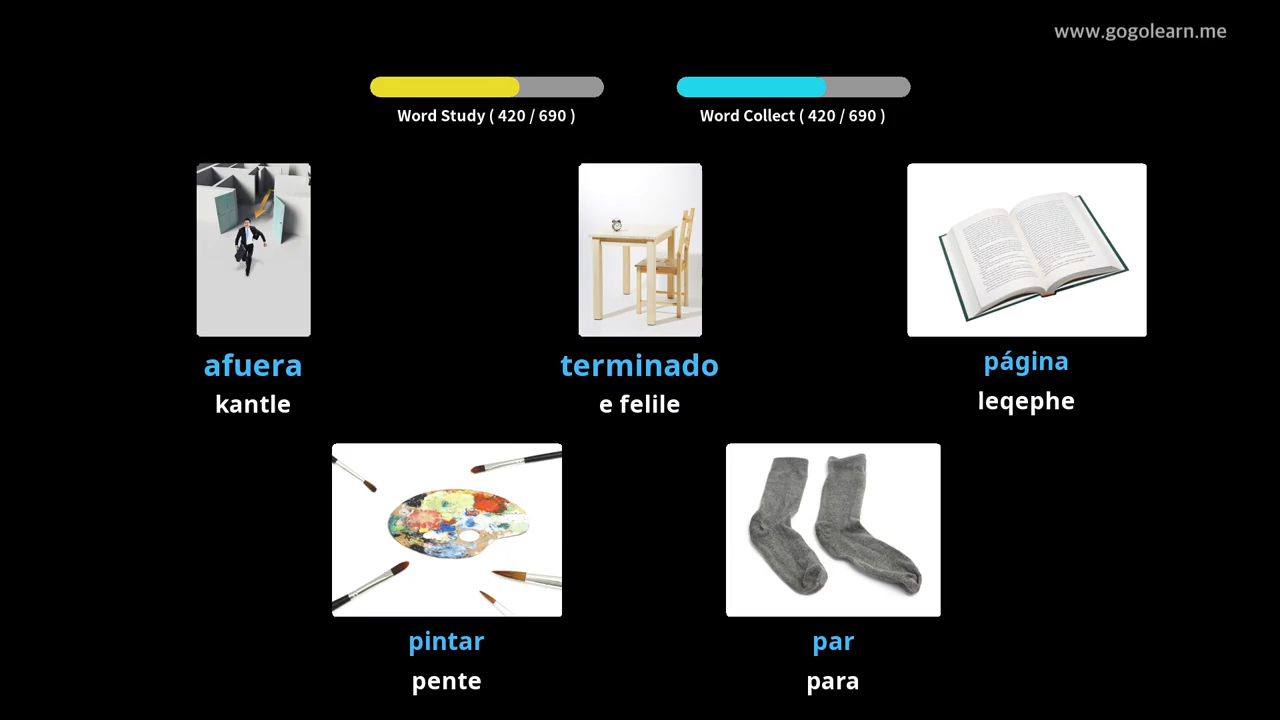 www.gogolearn.me
Word Study ( 420 / 690 )
Word Collect ( 420 / 690 )
afuera
kantle
terminado
e felile
página
leqephe
pintar
pente
par
para